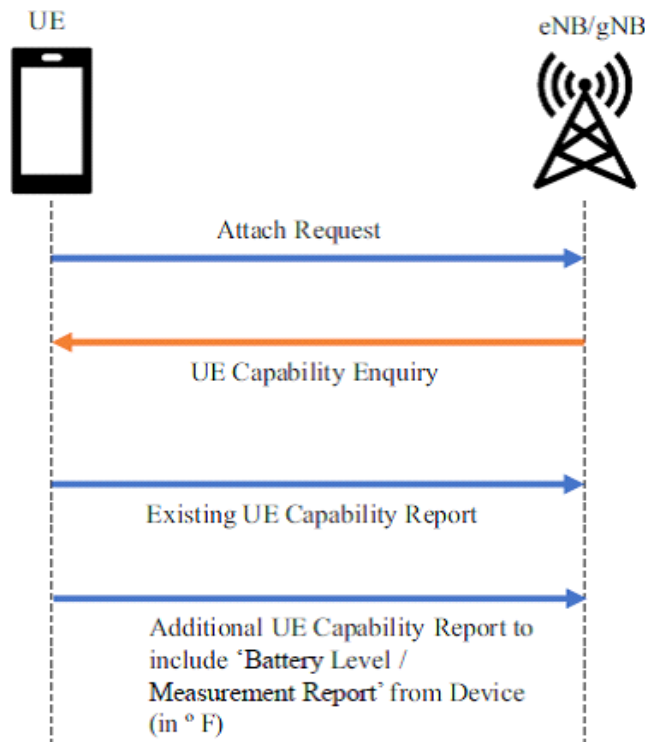 UE
eNB/gNB
Attach Request
UE Capability Enquiry
Existing UE Capability Report
Additional UE Capability Report to
include ‘Battery Level /
Measurement Report’ from Device
(in º F)